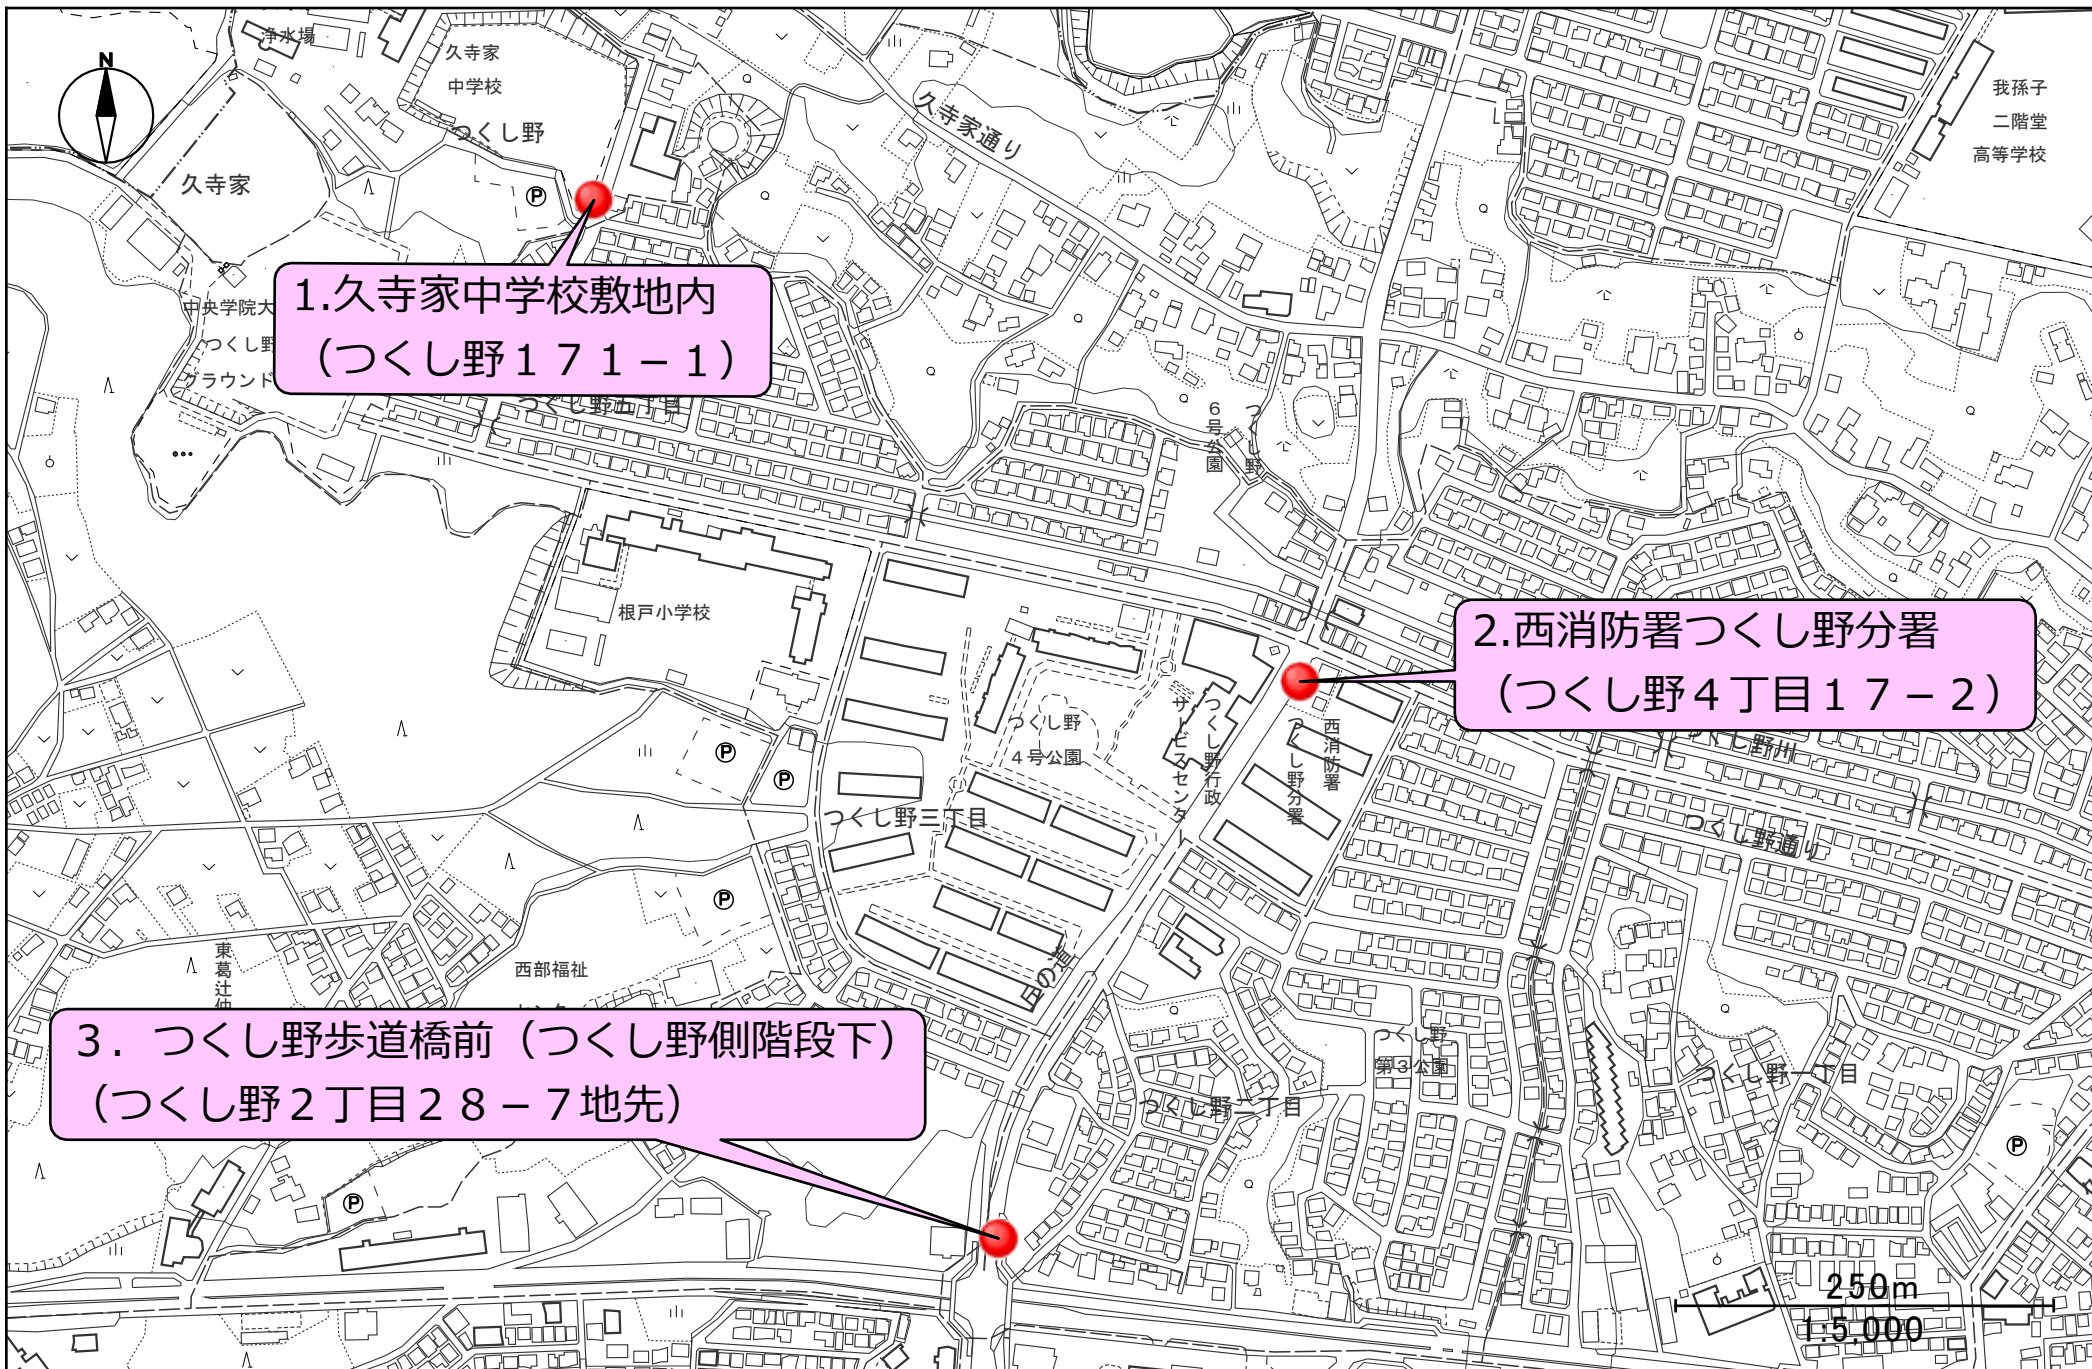 N
浄水場
久寺家
中学校
つくし野
久寺家
久寺家通り
我孫子
二階堂
高等学校
P
1.久寺家中学校敷地内
（つくし野１７１－１）
中央学院大
つくし野
グラウンド
つくし野五丁目
つくし野
６号公園
根戸小学校
2.西消防署つくし野分署
（つくし野４丁目１７－２）
つくし野
４号公園
つくし野行政
サービスセンター
西消防署
つくし野分署
つくし野川
つくし野通り
P
P
つくし野三丁目
P
東葛辻仲
西部福祉
丘の道
3．つくし野歩道橋前（つくし野側階段下）
（つくし野２丁目２８－７地先）
つくし野
第３公園
つくし野一丁目
つくし野二丁目
P
P
250m
1:5,000